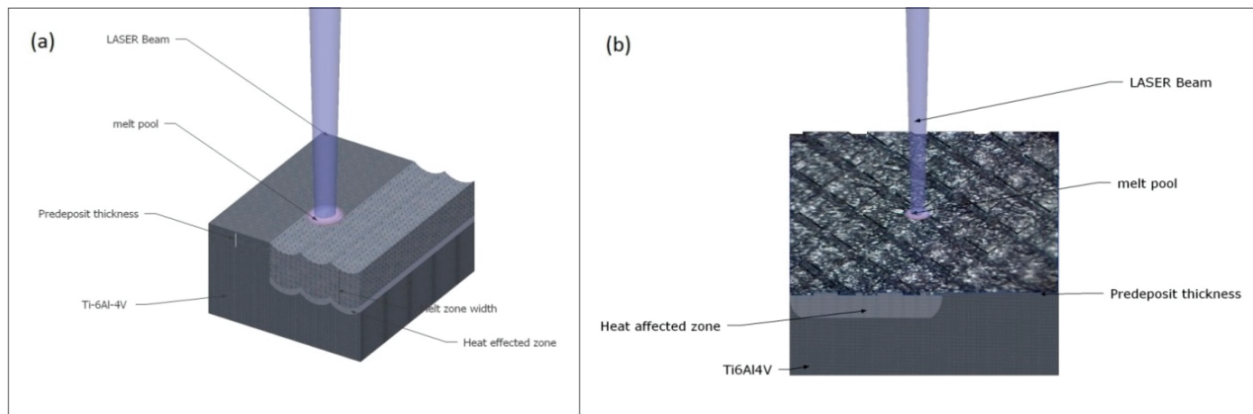 (a)
LASER Beam
melt pool
Predeposit thickness
Ti-6Al-4V
elt zone width
Heat effected zone
(b)
LASER Beam
melt pool
Predeposit thickness
Heat affected zone
Ti6Al4V